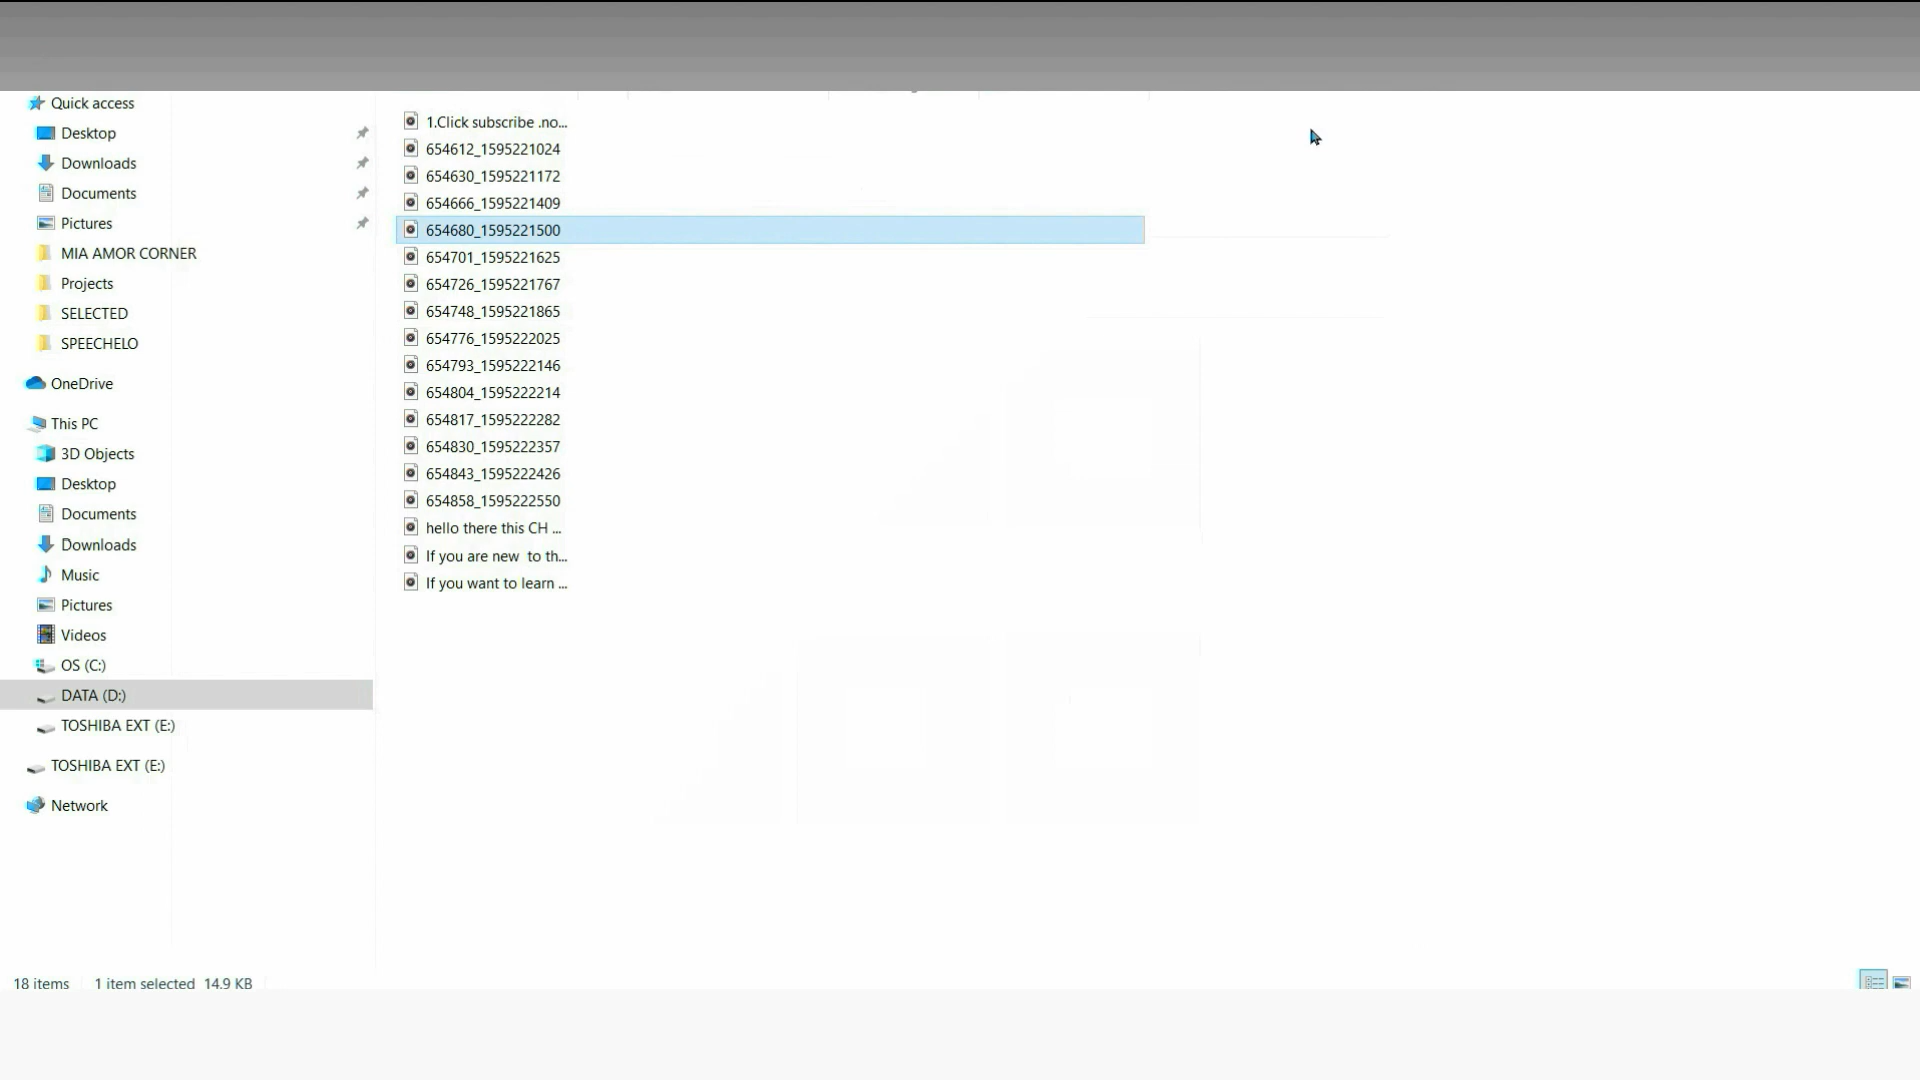 Quick access
Desktop
Downloads
Documents
Pictures
MIA AMOR CORNER
Projects
SELECTED
SPEECHELO
OneDrive
This PC
3D Objects
Desktop
Documents
Downloads
Music
Pictures
Videos
OS (C:)
DATA (D:)
TOSHIBA EXT (E:)
TOSHIBA EXT (E:)
Network
1.Click subscribe .no...
654612_1595221024
654630_1595221172
654666_1595221409
654680_1595221500
654701_1595221625
654726_1595221767
654748_1595221865
654776_1595222025
654793_1595222146
654804_1595222214
654817_1595222282
654830_1595222357
654843_1595222426
654858_1595222550
hello there this CH ...
If you are new to th...
If you want to learn ...
18 items 1 item selected 14.9 KB